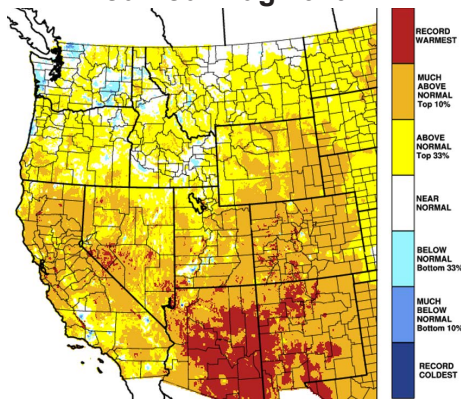 RECORD
WARMEST
MUCH
ABOVE
NORMAL
Top 10%
ABOVE
NORMAL
Top 33%
NEAR
NORMAL
BELOW
NORMAL
Bottom 33%
MUCH
BELOW
NORMAL
Bottom 10%
RECORD
COLDEST